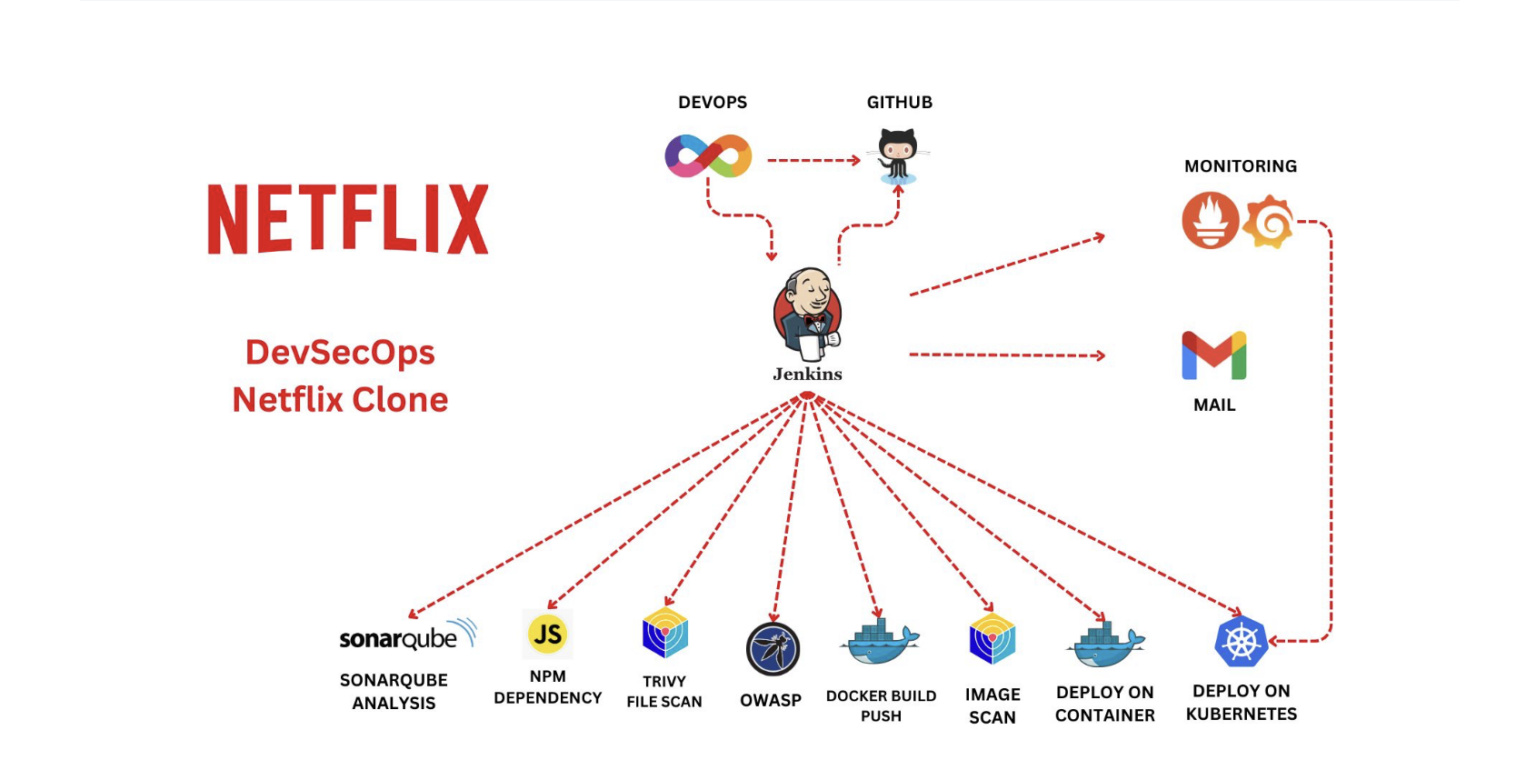 DEVOPS
GITHUB
MONITORING
NETFLIX
DevSecOps
Netflix Clone
Jenkins
MAIL
sonarqube
SONARQUBE
ANALYSIS
JS
NPM
DEPENDENCY
TRIVY
FILE SCAN
OWASP
DOCKER BUILD
PUSH
IMAGE
SCAN
DEPLOY ON
CONTAINER
DEPLOY ON
KUBERNETES